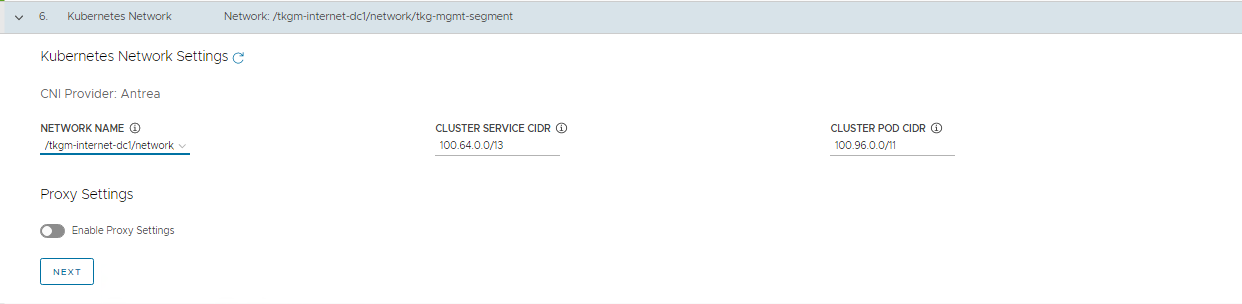 6. Kubernetes Network Network: /tkgm-internet-dc1/network/tkg-mgmt-segment
Kubernetes Network Settings
CNI Provider: Antrea
NETWORK NAME CLUSTER SERVICE CIDR CLUSTER POD CIDR
/tkgm-internet-dc1/network 100.64.0.0/13 100.96.0.0/11
Proxy Settings
Enable Proxy Settings
NEXT